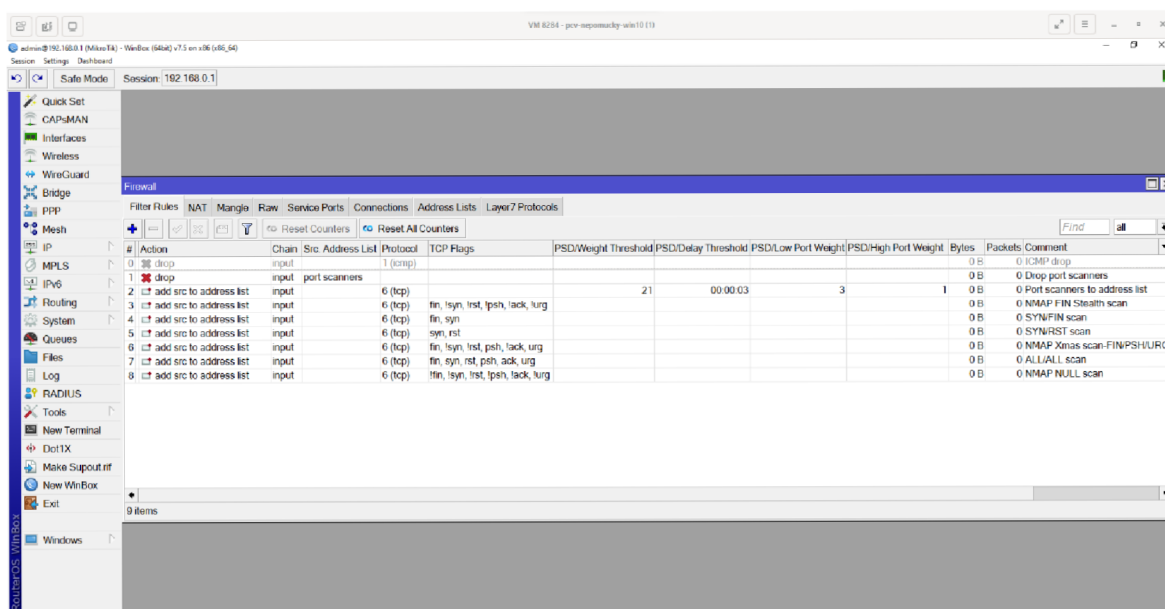 VM 8284 - pcv-nepomucky-win10 (1)
admin@192.168.0.1 (MikroTik) - WinBox (64bit) v7.5 on x86 (x86_64)
Session Settings Dashboard
Safe Mode Session: 192.168.0.1
Quick Set
CAPsMAN
Interfaces
Wireless
WireGuard
Bridge
PPP
Mesh
IP
MPLS
IPv6
Routing
System
Queues
Files
Log
RADIUS
Tools
New Terminal
Dot1X
Make Supout.rif
New WinBox
Exit
Windows
RouterOS WinBox
Firewall
Filter Rules NAT Mangle Raw Service Ports Connections Address Lists Layer7 Protocols
Reset Counters Reset All Counters Find all
# Action Chain Src. Address List Protocol TCP Flags PSD/Weight Threshold PSD/Delay Threshold PSD/Low Port Weight PSD/High Port Weight Bytes Packets Comment
0 drop input 1 (icmp) 0 B 0 ICMP drop
1 drop input port scanners 0 B 0 Drop port scanners
2 add src to address list input 6 (tcp) 21 00:00:03 3 1 0 B 0 Port scanners to address list
3 add src to address list input 6 (tcp) fin, !syn, !rst, !psh, !ack, !urg 0 B 0 NMAP FIN Stealth scan
4 add src to address list input 6 (tcp) fin, syn 0 B 0 SYN/FIN scan
5 add src to address list input 6 (tcp) syn, rst 0 B 0 SYN/RST scan
6 add src to address list input 6 (tcp) fin, !syn, !rst, psh, !ack, urg 0 B 0 NMAP Xmas scan-FIN/PSH/URG
7 add src to address list input 6 (tcp) fin, syn, rst, psh, ack, urg 0 B 0 ALL/ALL scan
8 add src to address list input 6 (tcp) !fin, !syn, !rst, !psh, !ack, !urg 0 B 0 NMAP NULL scan
9 items